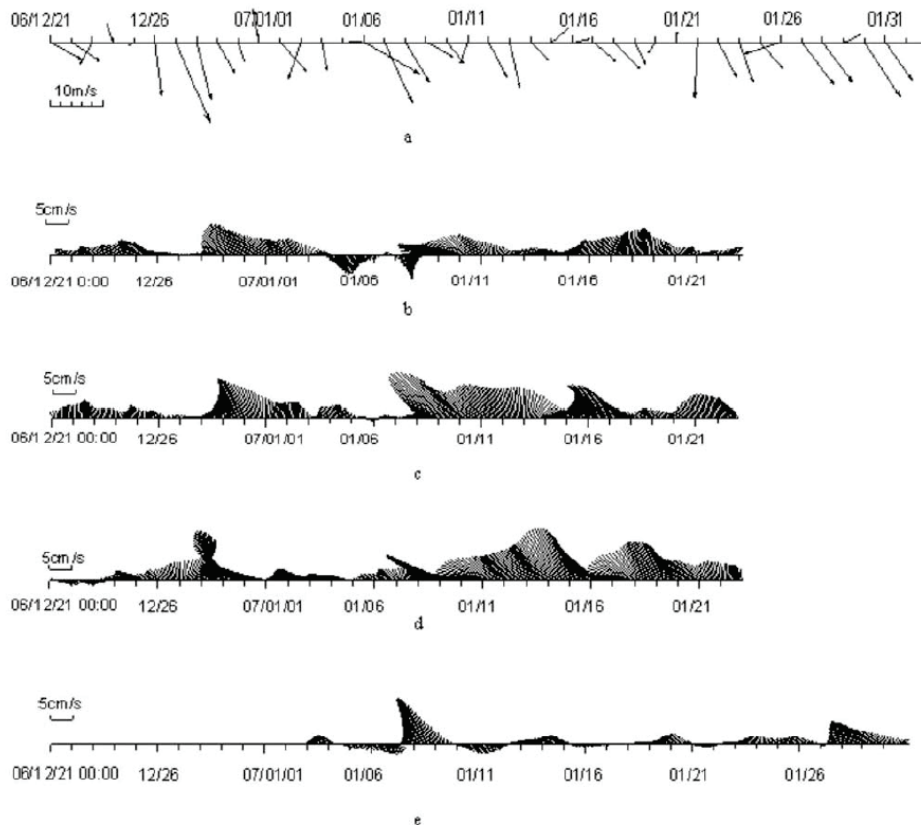 06/12/21 12/26 07/01/01 01/06 01/11 01/16 01/21 01/26 01/31
10m/s
a
5cm/s
06/12/21 0:00 12/26 07/01/01 01/06 01/11 01/16 01/21
b
5cm/s
06/12/21 00:00 12/26 07/01/01 01/06 01/11 01/16 01/21
c
5cm/s
06/12/21 00:00 12/26 07/01/01 01/06 01/11 01/16 01/21
d
5cm/s
06/12/21 00:00 12/26 07/01/01 01/06 01/11 01/16 01/21 01/26
e